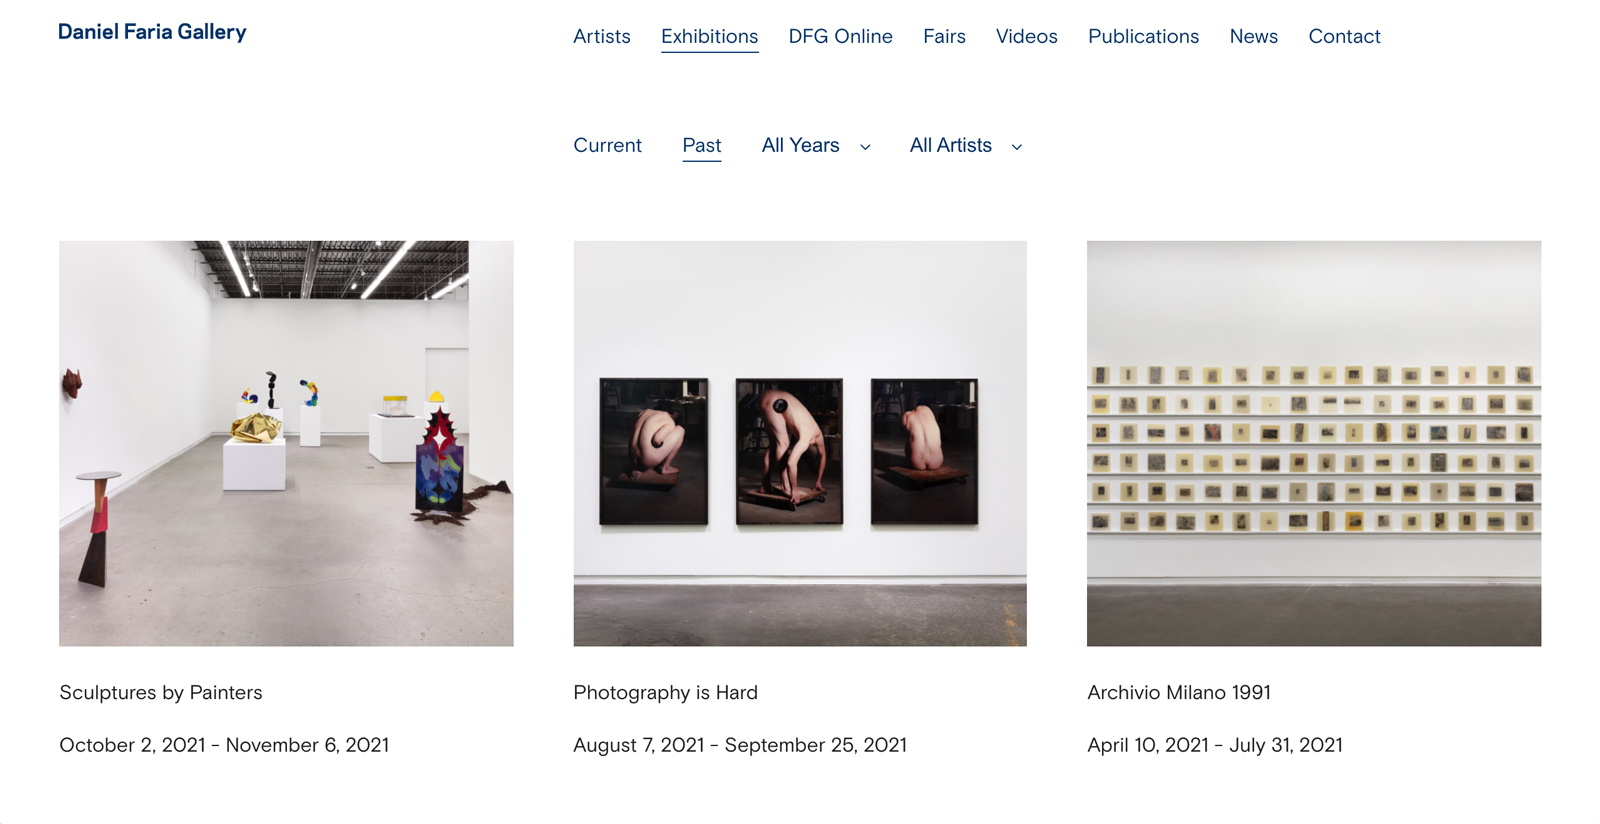 Daniel Faria Gallery
Artists Exhibitions DFG Online Fairs Videos Publications News Contact
Current Past All Years All Artists
Sculptures by Painters
October 2, 2021 - November 6, 2021
Photography is Hard
August 7, 2021 - September 25, 2021
Archivio Milano 1991
April 10, 2021 - July 31, 2021